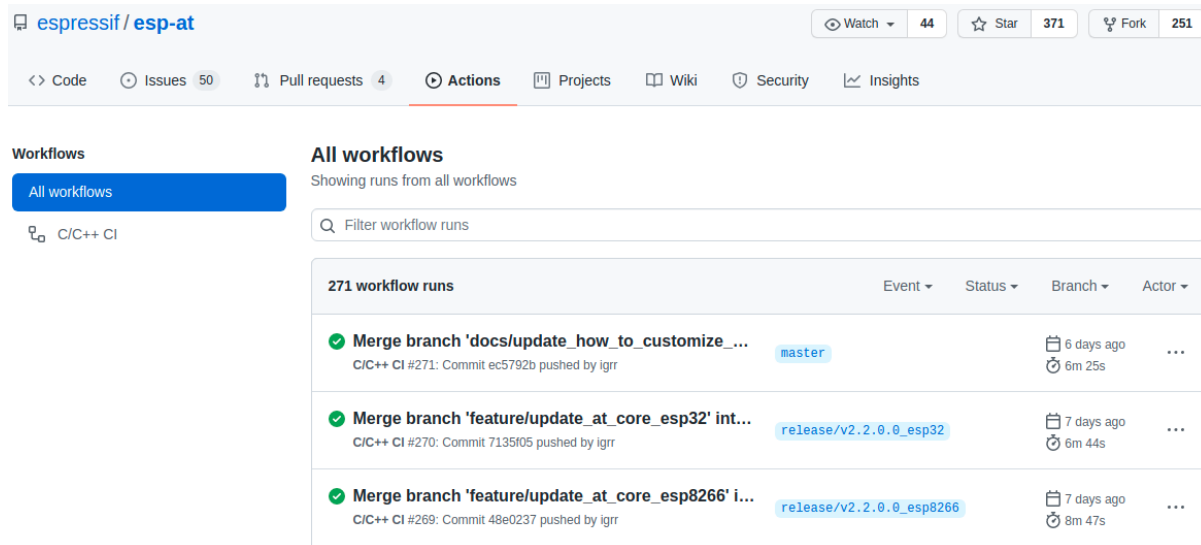 espressif / esp-at
Watch 44 Star 371 Fork 251
Code Issues 50 Pull requests 4 Actions Projects Wiki Security Insights
Workflows
All workflows
C/C++ CI
All workflows
Showing runs from all workflows
Filter workflow runs
271 workflow runs Event Status Branch Actor
Merge branch 'docs/update_how_to_customize_...
C/C++ CI #271: Commit ec5792b pushed by igrr
master
6 days ago
6m 25s
Merge branch 'feature/update_at_core_esp32' int...
C/C++ CI #270: Commit 7135f05 pushed by igrr
release/v2.2.0.0_esp32
7 days ago
6m 44s
Merge branch 'feature/update_at_core_esp8266' i...
C/C++ CI #269: Commit 48e0237 pushed by igrr
release/v2.2.0.0_esp8266
7 days ago
8m 47s